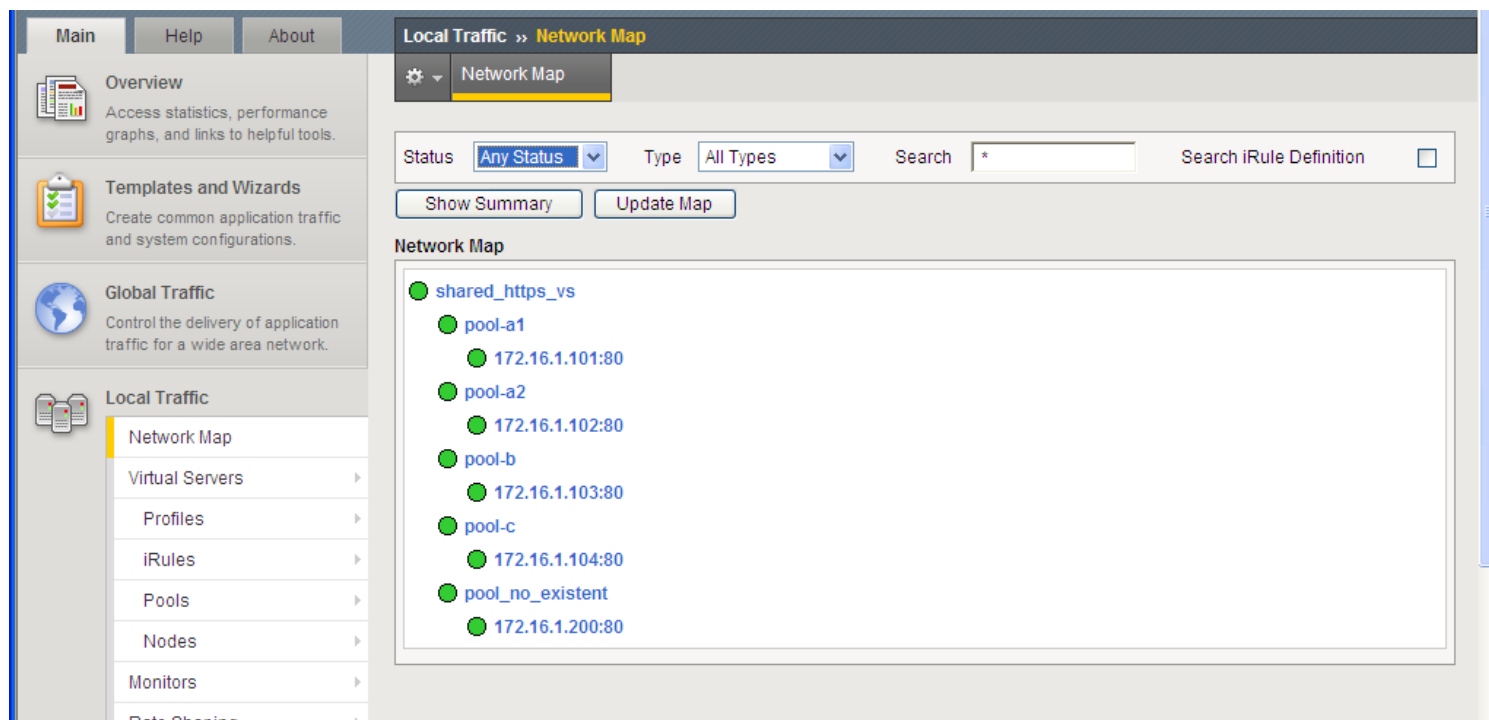 Main Help About
Local Traffic » Network Map
Network Map
Overview
Access statistics, performance
graphs, and links to helpful tools.
Templates and Wizards
Create common application traffic
and system configurations.
Global Traffic
Control the delivery of application
traffic for a wide area network.
Local Traffic
Network Map
Virtual Servers
Profiles
iRules
Pools
Nodes
Monitors
Rate Shaping
Status Any Status Type All Types Search * Search iRule Definition
Show Summary Update Map
Network Map
shared_https_vs
pool-a1
172.16.1.101:80
pool-a2
172.16.1.102:80
pool-b
172.16.1.103:80
pool-c
172.16.1.104:80
pool_no_existent
172.16.1.200:80